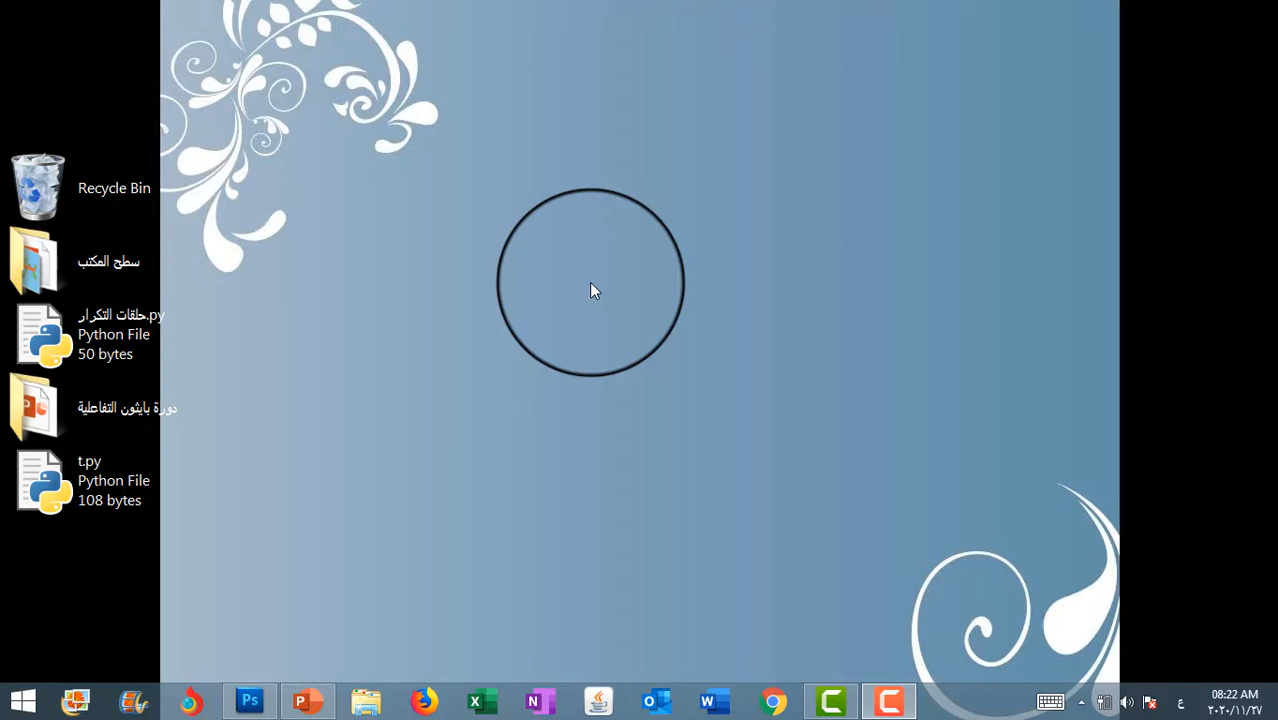 Recycle Bin
سطح المكتب
حلقات التكرار.py
Python File
50 bytes
دورة بايثون التفاعلية
t.py
Python File
108 bytes
Ps
P
X
N
O
W
C
C
ع
08:22 AM
٢٠٢٠/١١/٢٧